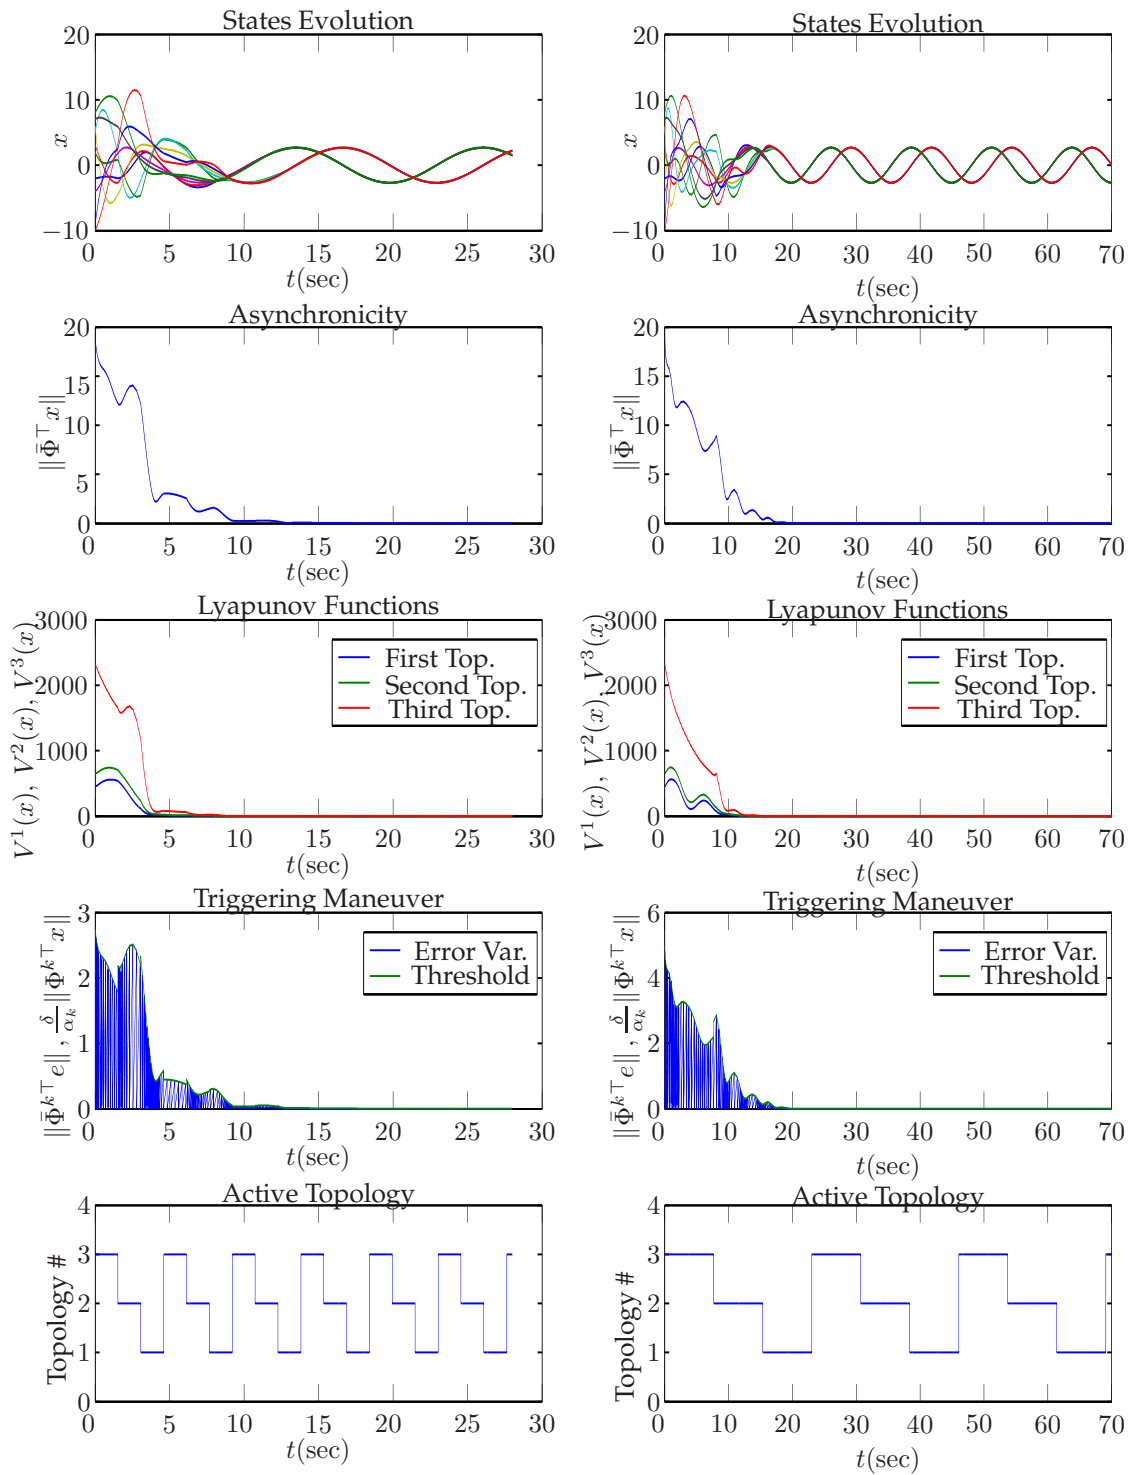 States Evolution
20
10
0
−10
x
0 5 10 15 20 25 30
t(sec)
Asynchronicity
20
15
10
5
0
‖Φ̄⊤x‖
0 5 10 15 20 25 30
t(sec)
Lyapunov Functions
3000
2000
1000
0
V¹(x), V²(x), V³(x)
First Top.
Second Top.
Third Top.
0 5 10 15 20 25 30
t(sec)
Triggering Maneuver
3
2
1
0
‖Φ̄ᵏ⊤e‖, δ/αₖ‖Φ̄ᵏ⊤x‖
Error Var.
Threshold
0 5 10 15 20 25 30
t(sec)
Active Topology
4
3
2
1
0
Topology #
0 5 10 15 20 25 30
t(sec)
States Evolution
20
10
0
−10
x
0 10 20 30 40 50 60 70
t(sec)
Asynchronicity
20
15
10
5
0
‖Φ̄⊤x‖
0 10 20 30 40 50 60 70
t(sec)
Lyapunov Functions
3000
2000
1000
0
V¹(x), V²(x), V³(x)
First Top.
Second Top.
Third Top.
0 10 20 30 40 50 60 70
t(sec)
Triggering Maneuver
6
4
2
0
‖Φ̄ᵏ⊤e‖, δ/αₖ‖Φ̄ᵏ⊤x‖
Error Var.
Threshold
0 10 20 30 40 50 60 70
t(sec)
Active Topology
4
3
2
1
0
Topology #
0 10 20 30 40 50 60 70
t(sec)